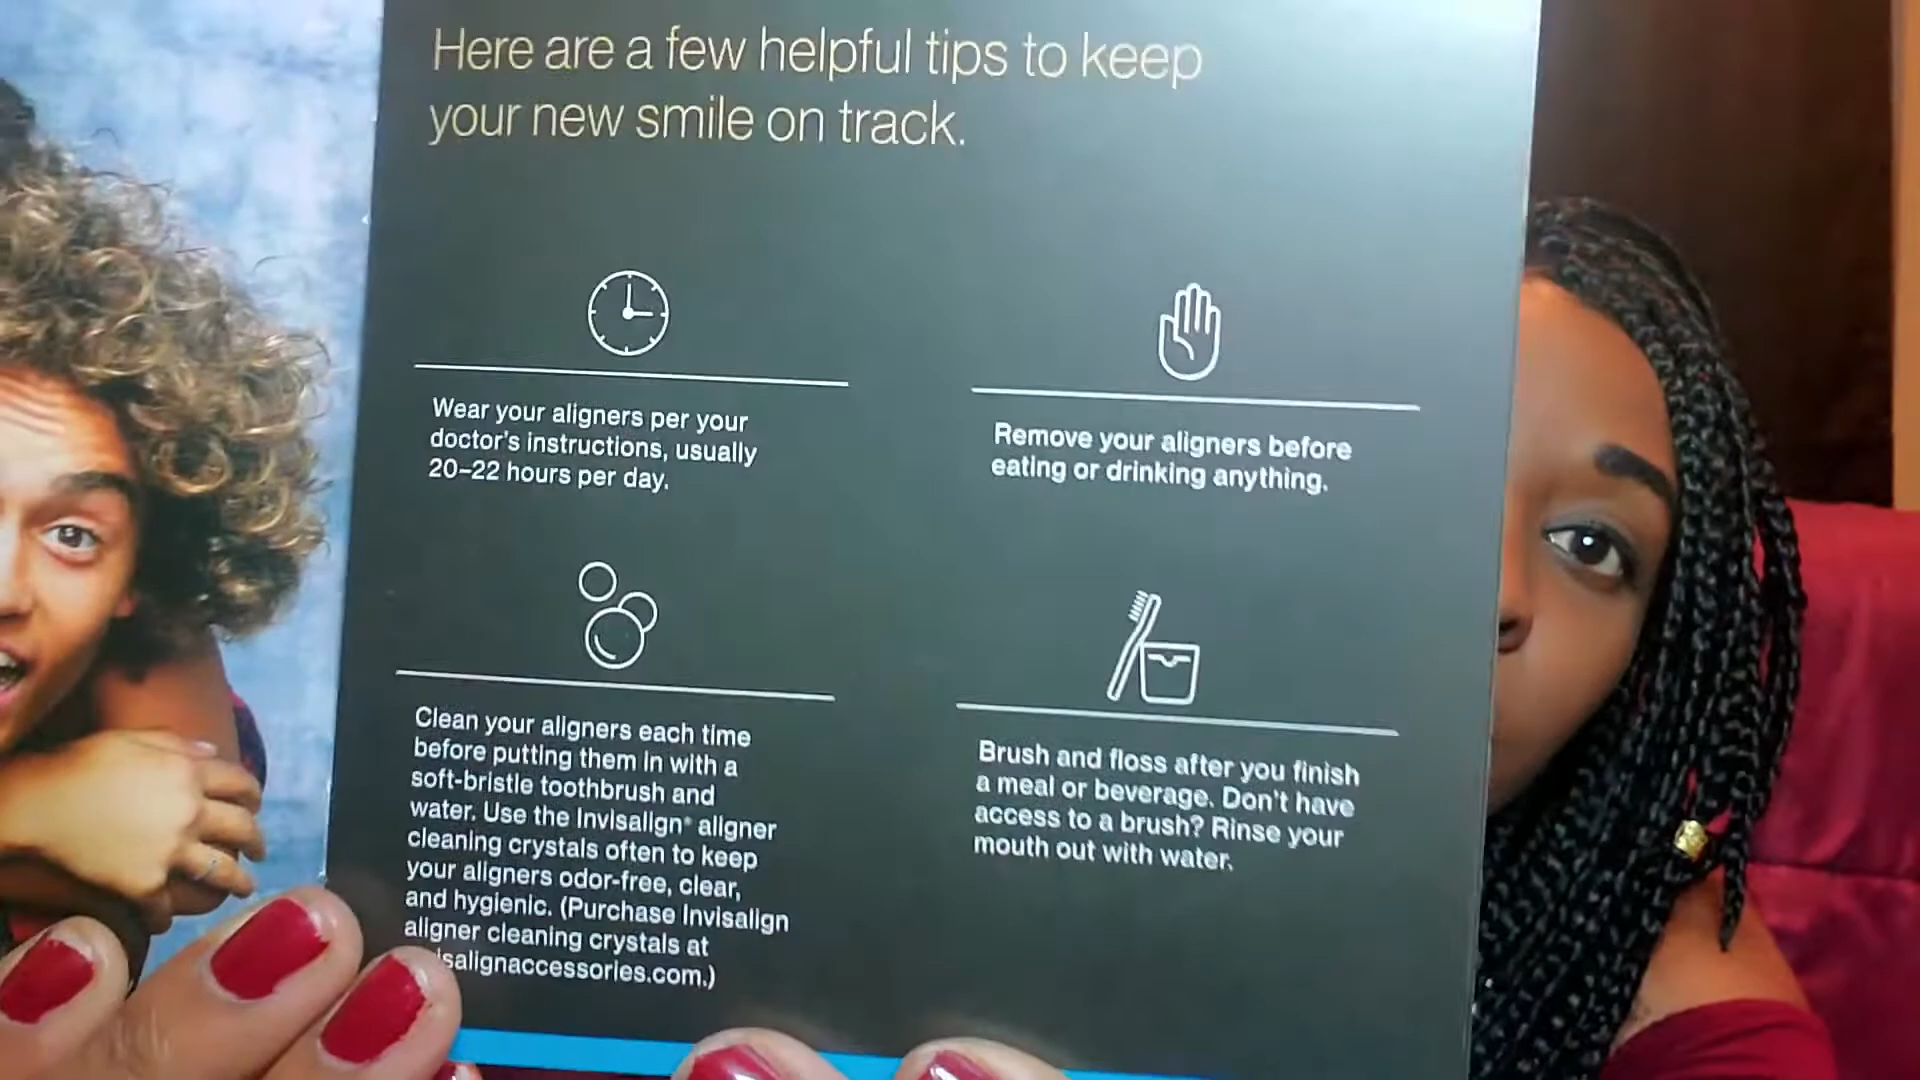 Here are a few helpful tips to keep
your new smile on track.
Wear your aligners per your
doctor's instructions, usually
20–22 hours per day.
Remove your aligners before
eating or drinking anything.
Clean your aligners each time
before putting them in with a
soft-bristle toothbrush and
water. Use the Invisalign® aligner
cleaning crystals often to keep
your aligners odor-free, clear,
and hygienic. (Purchase Invisalign
aligner cleaning crystals at
isalignaccessories.com.)
Brush and floss after you finish
a meal or beverage. Don't have
access to a brush? Rinse your
mouth out with water.